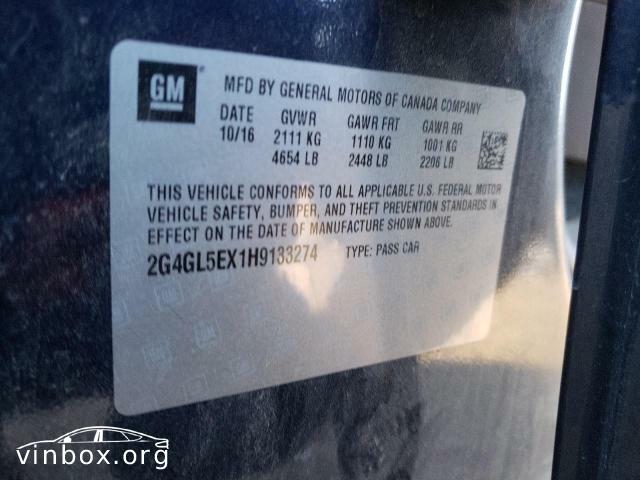 GM
MFD BY GENERAL MOTORS OF CANADA COMPANY
DATE GVWR GAWR FRT GAWR RR
10/16 2111 KG 1110 KG 1001 KG
4654 LB 2448 LB 2206 LB
THIS VEHICLE CONFORMS TO ALL APPLICABLE U.S. FEDERAL MOTOR
VEHICLE SAFETY, BUMPER, AND THEFT PREVENTION STANDARDS IN
EFFECT ON THE DATE OF MANUFACTURE SHOWN ABOVE.
2G4GL5EX1H9133274 TYPE: PASS CAR
vinbox.org